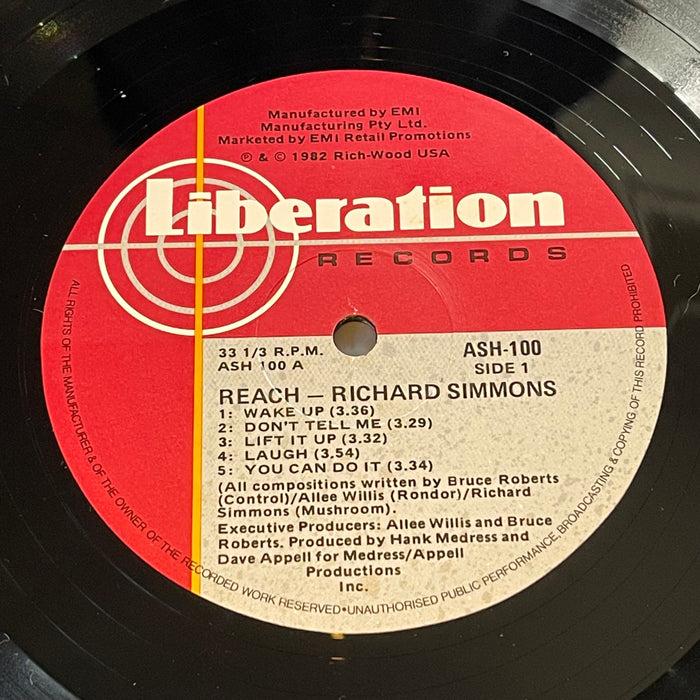 Manufactured by EMI
Manufacturing Pty Ltd.
Marketed by EMI Retail Promotions
℗ & © 1982 Rich-Wood USA
Liberation
RECORDS
33 1/3 R.P.M.
ASH 100 A
ASH-100
SIDE 1
REACH — RICHARD SIMMONS
1: WAKE UP (3.36)
2: DON'T TELL ME (3.29)
3: LIFT IT UP (3.32)
4: LAUGH (3.54)
5: YOU CAN DO IT (3.34)
(All compositions written by Bruce Roberts
(Control)/Allee Willis (Rondor)/Richard
Simmons (Mushroom).
Executive Producers: Allee Willis and Bruce
Roberts. Produced by Hank Medress and
Dave Appell for Medress/Appell
Productions
Inc.
ALL RIGHTS OF THE MANUFACTURER & OF THE OWNER OF THE RECORDED WORK RESERVED•UNAUTHORISED PUBLIC PERFORMANCE, BROADCASTING & COPYING OF THIS RECORD PROHIBITED